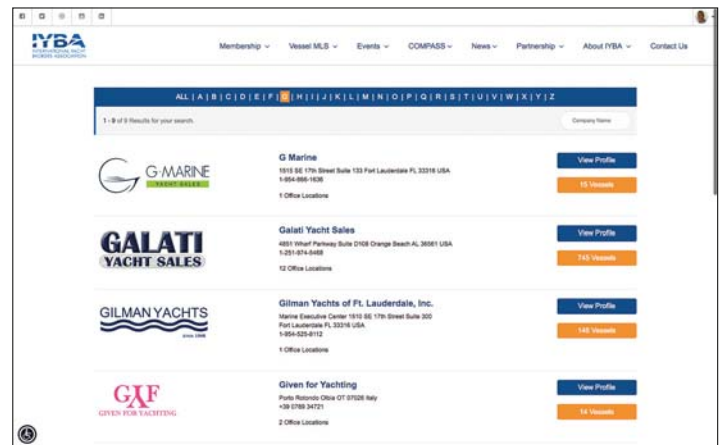 IYBA
INTERNATIONAL YACHT
BROKERS ASSOCIATION
Membership Vessel MLS Events COMPASS News Partnership About IYBA Contact Us
ALL | A | B | C | D | E | F | G | H | I | J | K | L | M | N | O | P | Q | R | S | T | U | V | W | X | Y | Z
1 - 9 of 9 Results for your search.
Company Name
G-MARINE
YACHT SALES
G Marine
1515 SE 17th Street Suite 133 Fort Lauderdale FL 33316 USA
1-954-866-1636
1 Office Locations
View Profile
15 Vessels
GALATI
YACHT SALES
Galati Yacht Sales
4851 Wharf Parkway Suite D108 Orange Beach AL 36561 USA
1-251-974-5468
12 Office Locations
View Profile
745 Vessels
GILMAN YACHTS
Gilman Yachts of Ft. Lauderdale, Inc.
Marine Executive Center 1510 SE 17th Street Suite 300
Fort Lauderdale FL 33316 USA
1-954-525-8112
1 Office Locations
View Profile
Vessels
GXF
GIVEN FOR YACHTING
Given for Yachting
Porto Rotondo Olbia OT 07026 Italy
+39 0789 34721
2 Office Locations
View Profile
14 Vessels